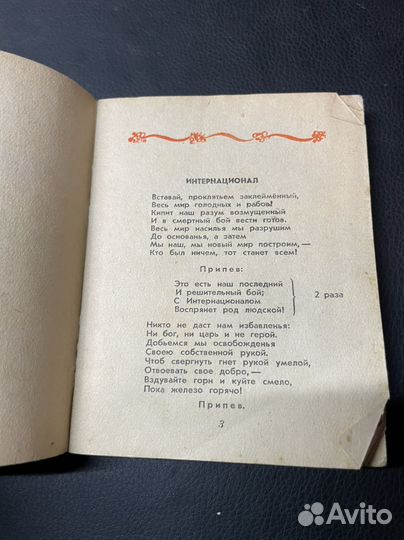 ИНТЕРНАЦИОНАЛ
Вставай, проклятьем заклеймённый,
Весь мир голодных и рабов!
Кипит наш разум возмущенный
И в смертный бой вести готов.
Весь мир насилья мы разрушим
До основанья, а затем
Мы наш, мы новый мир построим,—
Кто был ничем, тот станет всем!
Припев:
Это есть наш последний
И решительный бой;
С Интернационалом
Воспрянет род людской!
2 раза
Никто не даст нам избавленья:
Ни бог, ни царь и не герой.
Добьемся мы освобожденья
Своею собственной рукой.
Чтоб свергнуть гнет рукой умелой,
Отвоевать свое добро,—
Вздувайте горн и куйте смело,
Пока железо горячо!
Припев.
3
Avito